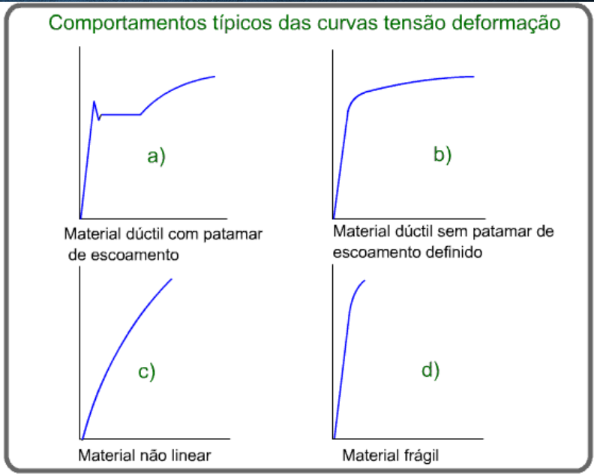 Comportamentos típicos das curvas tensão deformação
a)
b)
Material dúctil com patamar
de escoamento
Material dúctil sem patamar de
escoamento definido
c)
d)
Material não linear
Material frágil